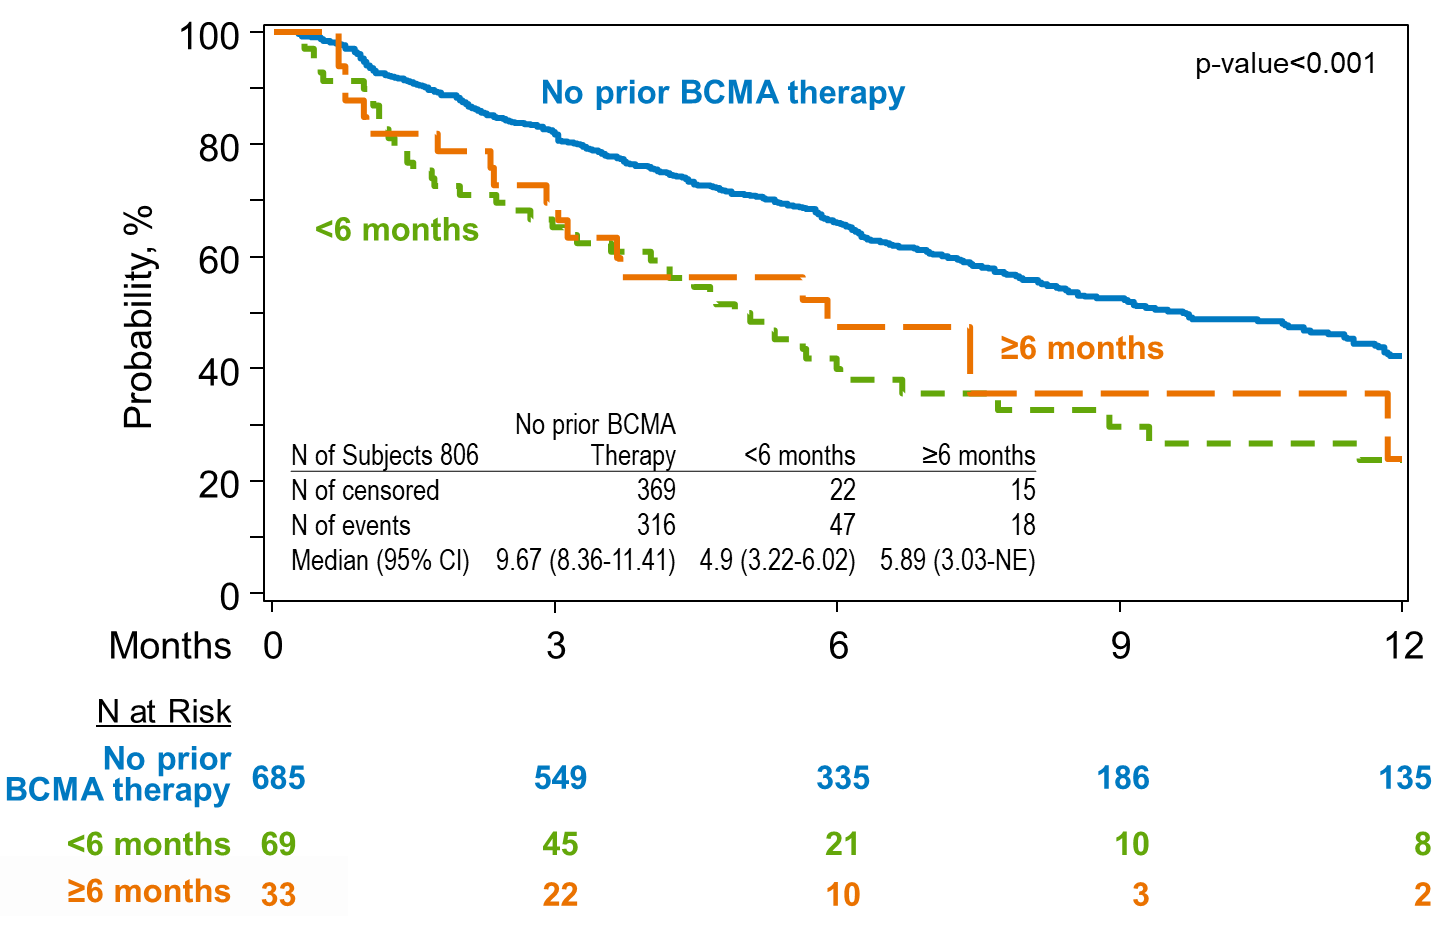 100
80
60
40
20
0
Probability, %
p-value<0.001
No prior BCMA therapy
<6 months
≥6 months
No prior BCMA
N of Subjects 806 Therapy <6 months ≥6 months
N of censored 369 22 15
N of events 316 47 18
Median (95% CI) 9.67 (8.36-11.41) 4.9 (3.22-6.02) 5.89 (3.03-NE)
Months 0 3 6 9 12
N at Risk
No prior
BCMA therapy 685 549 335 186 135
<6 months 69 45 21 10 8
≥6 months 33 22 10 3 2